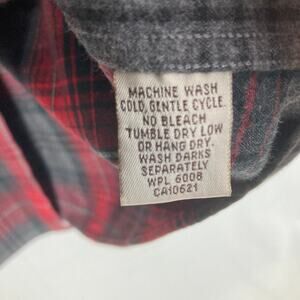 MACHINE WASH
COLD, GENTLE CYCLE.
NO BLEACH
TUMBLE DRY LOW
OR HANG DRY.
WASH DARKS
SEPARATELY
WPL 6008
CA10621